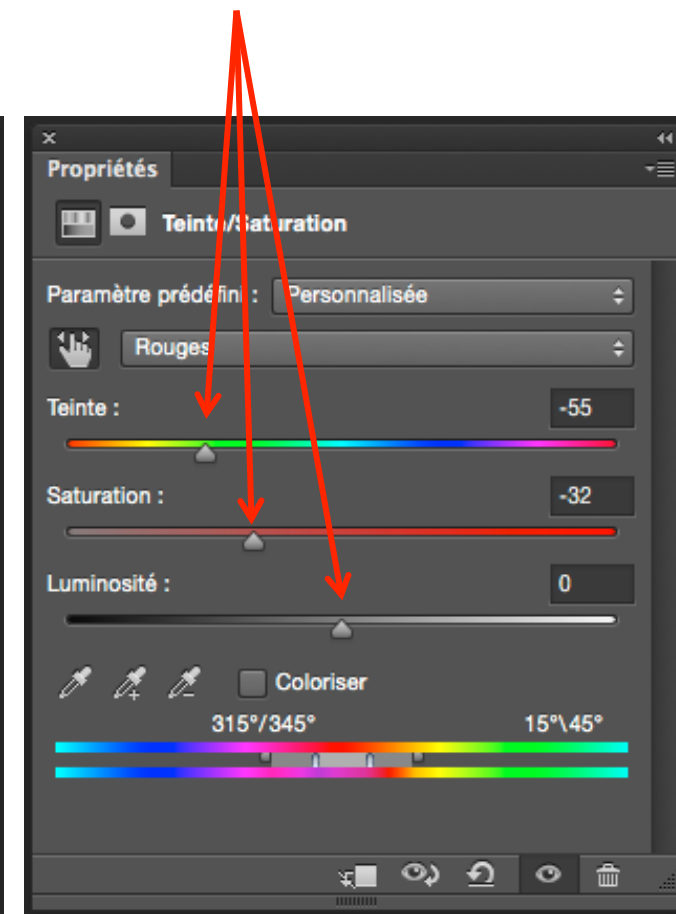 Propriétés
Teinte/Saturation
Paramètre prédéfini : Personnalisée
Rouges
Teinte : -55
Saturation : -32
Luminosité : 0
Coloriser
315°/345° 15°\45°